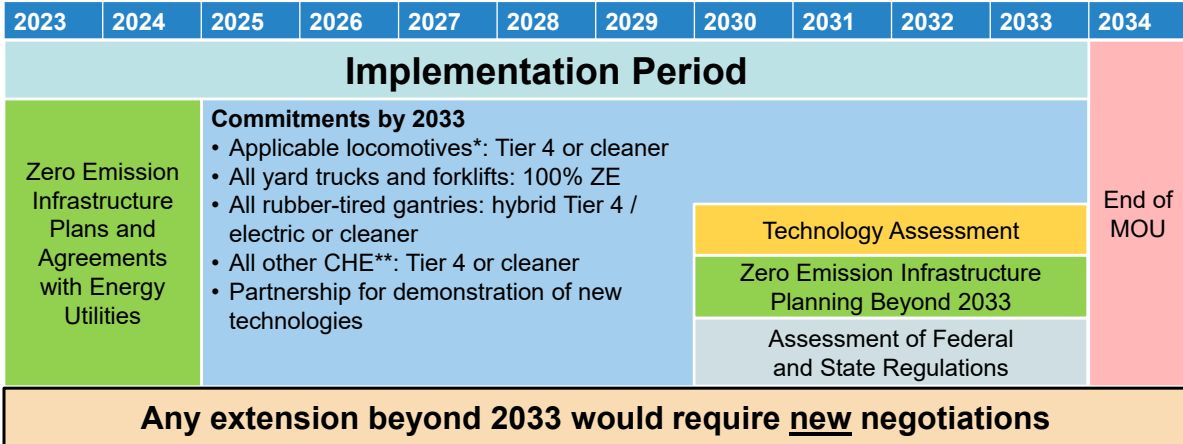 2023 2024 2025 2026 2027 2028 2029 2030 2031 2032 2033 2034
Implementation Period
Zero Emission
Infrastructure
Plans and
Agreements
with Energy
Utilities
Commitments by 2033
• Applicable locomotives*: Tier 4 or cleaner
• All yard trucks and forklifts: 100% ZE
• All rubber-tired gantries: hybrid Tier 4 /
electric or cleaner
• All other CHE**: Tier 4 or cleaner
• Partnership for demonstration of new
technologies
Technology Assessment
Zero Emission Infrastructure
Planning Beyond 2033
Assessment of Federal
and State Regulations
End of
MOU
Any extension beyond 2033 would require new negotiations